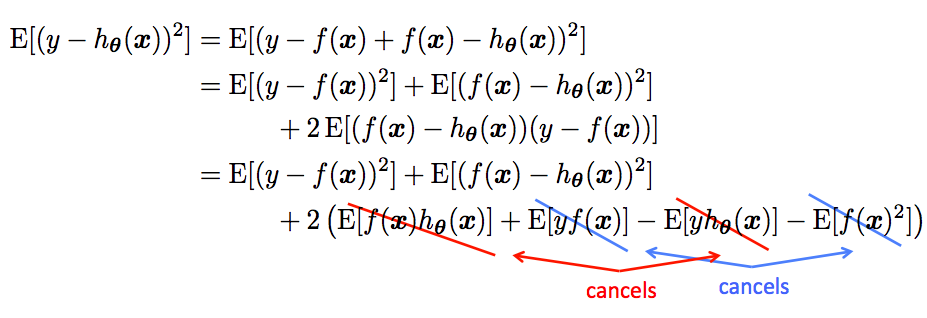 E[(y − h_θ(x))²] = E[(y − f(x) + f(x) − h_θ(x))²]
= E[(y − f(x))²] + E[(f(x) − h_θ(x))²]
+ 2 E[(f(x) − h_θ(x))(y − f(x))]
= E[(y − f(x))²] + E[(f(x) − h_θ(x))²]
+ 2 (E[f(x)h_θ(x)] + E[yf(x)] − E[yh_θ(x)] − E[f(x)²])
cancels cancels